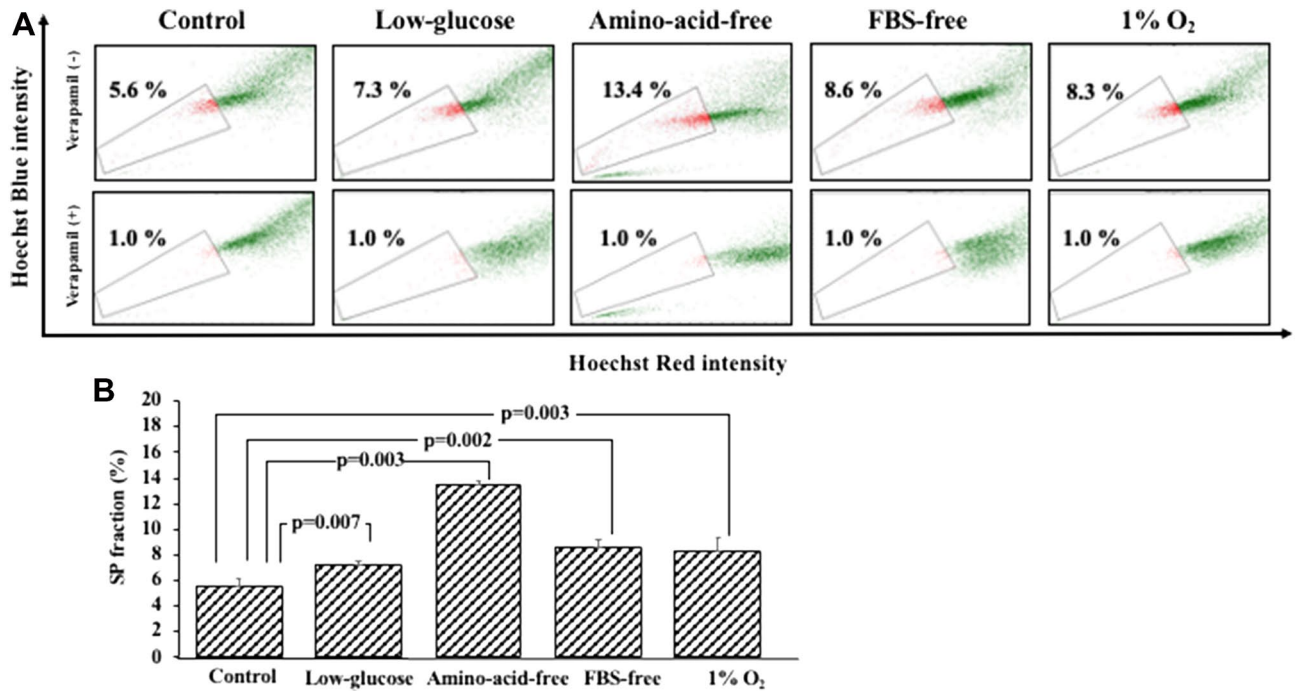 A
Control Low-glucose Amino-acid-free FBS-free 1% O₂
Hoechst Blue intensity
Verapamil (-)
5.6 % 7.3 % 13.4 % 8.6 % 8.3 %
Verapamil (+)
1.0 % 1.0 % 1.0 % 1.0 % 1.0 %
Hoechst Red intensity
B
SP fraction (%)
20
18
16
14
12
10
8
6
4
2
0
p=0.003
p=0.002
p=0.003
p=0.007
Control Low-glucose Amino-acid-free FBS-free 1% O₂